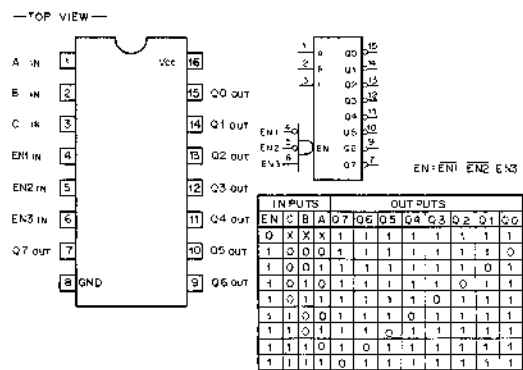 —TOP VIEW—
A IN 1
B IN 2
C IN 3
EN1 IN 4
EN2 IN 5
EN3 IN 6
Q7 OUT 7
8 GND
Vcc 16
15 Q0 OUT
14 Q1 OUT
13 Q2 OUT
12 Q3 OUT
11 Q4 OUT
10 Q5 OUT
9 Q6 OUT
1 A Q0 15
2 B Q1 14
3 Q2 13
Q3 12
Q4 11
EN1 4 10
EN2 5 EN 9
EN3 6 Q7 7
EN=EN1 EN2 EN3
INPUTS OUTPUTS
EN C B A Q7 Q6 Q5 Q4 Q3 Q2 Q1 Q0
0 X X X 1 1 1 1 1 1 1 1
1 0 0 0 1 1 1 1 1 1 1 0
1 0 0 1 1 1 1 1 1 1 0 1
1 0 1 0 1 1 1 1 1 0 1 1
1 0 1 1 1 1 1 1 0 1 1 1
1 1 0 0 1 1 1 0 1 1 1 1
1 1 0 1 1 1 0 1 1 1 1 1
1 1 1 0 1 0 1 1 1 1 1 1
1 1 1 1 0 1 1 1 1 1 1 1